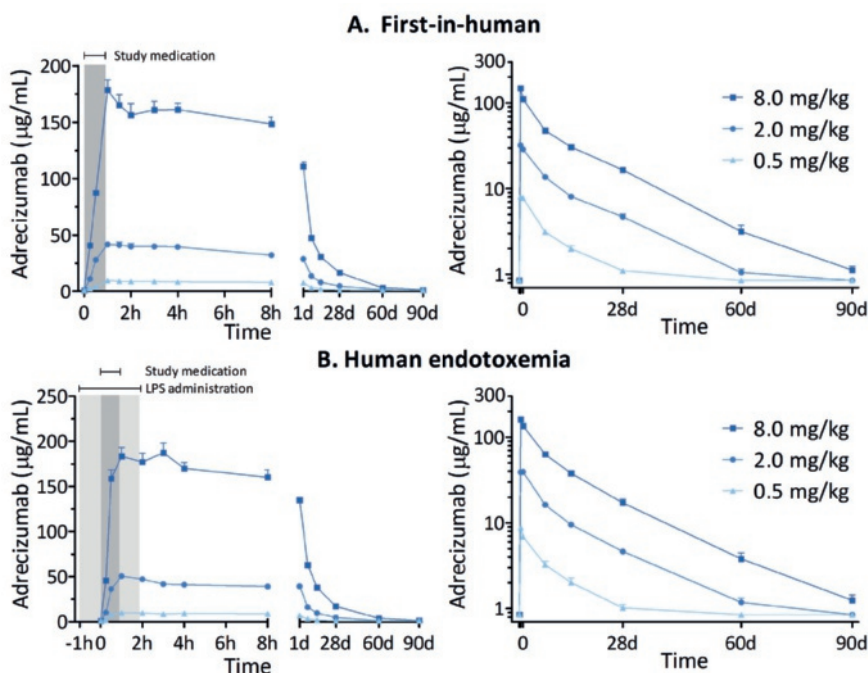 A. First-in-human
Study medication
Adrecizumab (µg/mL)
200
150
100
50
0
0 2h 4h 8h 1d 28d 60d 90d
Time
Adrecizumab (µg/mL)
300
100
10
1
0 28d 60d 90d
Time
8.0 mg/kg
2.0 mg/kg
0.5 mg/kg
B. Human endotoxemia
Study medication
LPS administration
Adrecizumab (µg/mL)
250
200
150
100
50
0
-1h 0 2h 4h 8h 1d 28d 60d 90d
Time
Adrecizumab (µg/mL)
300
100
10
1
0 28d 60d 90d
Time
8.0 mg/kg
2.0 mg/kg
0.5 mg/kg